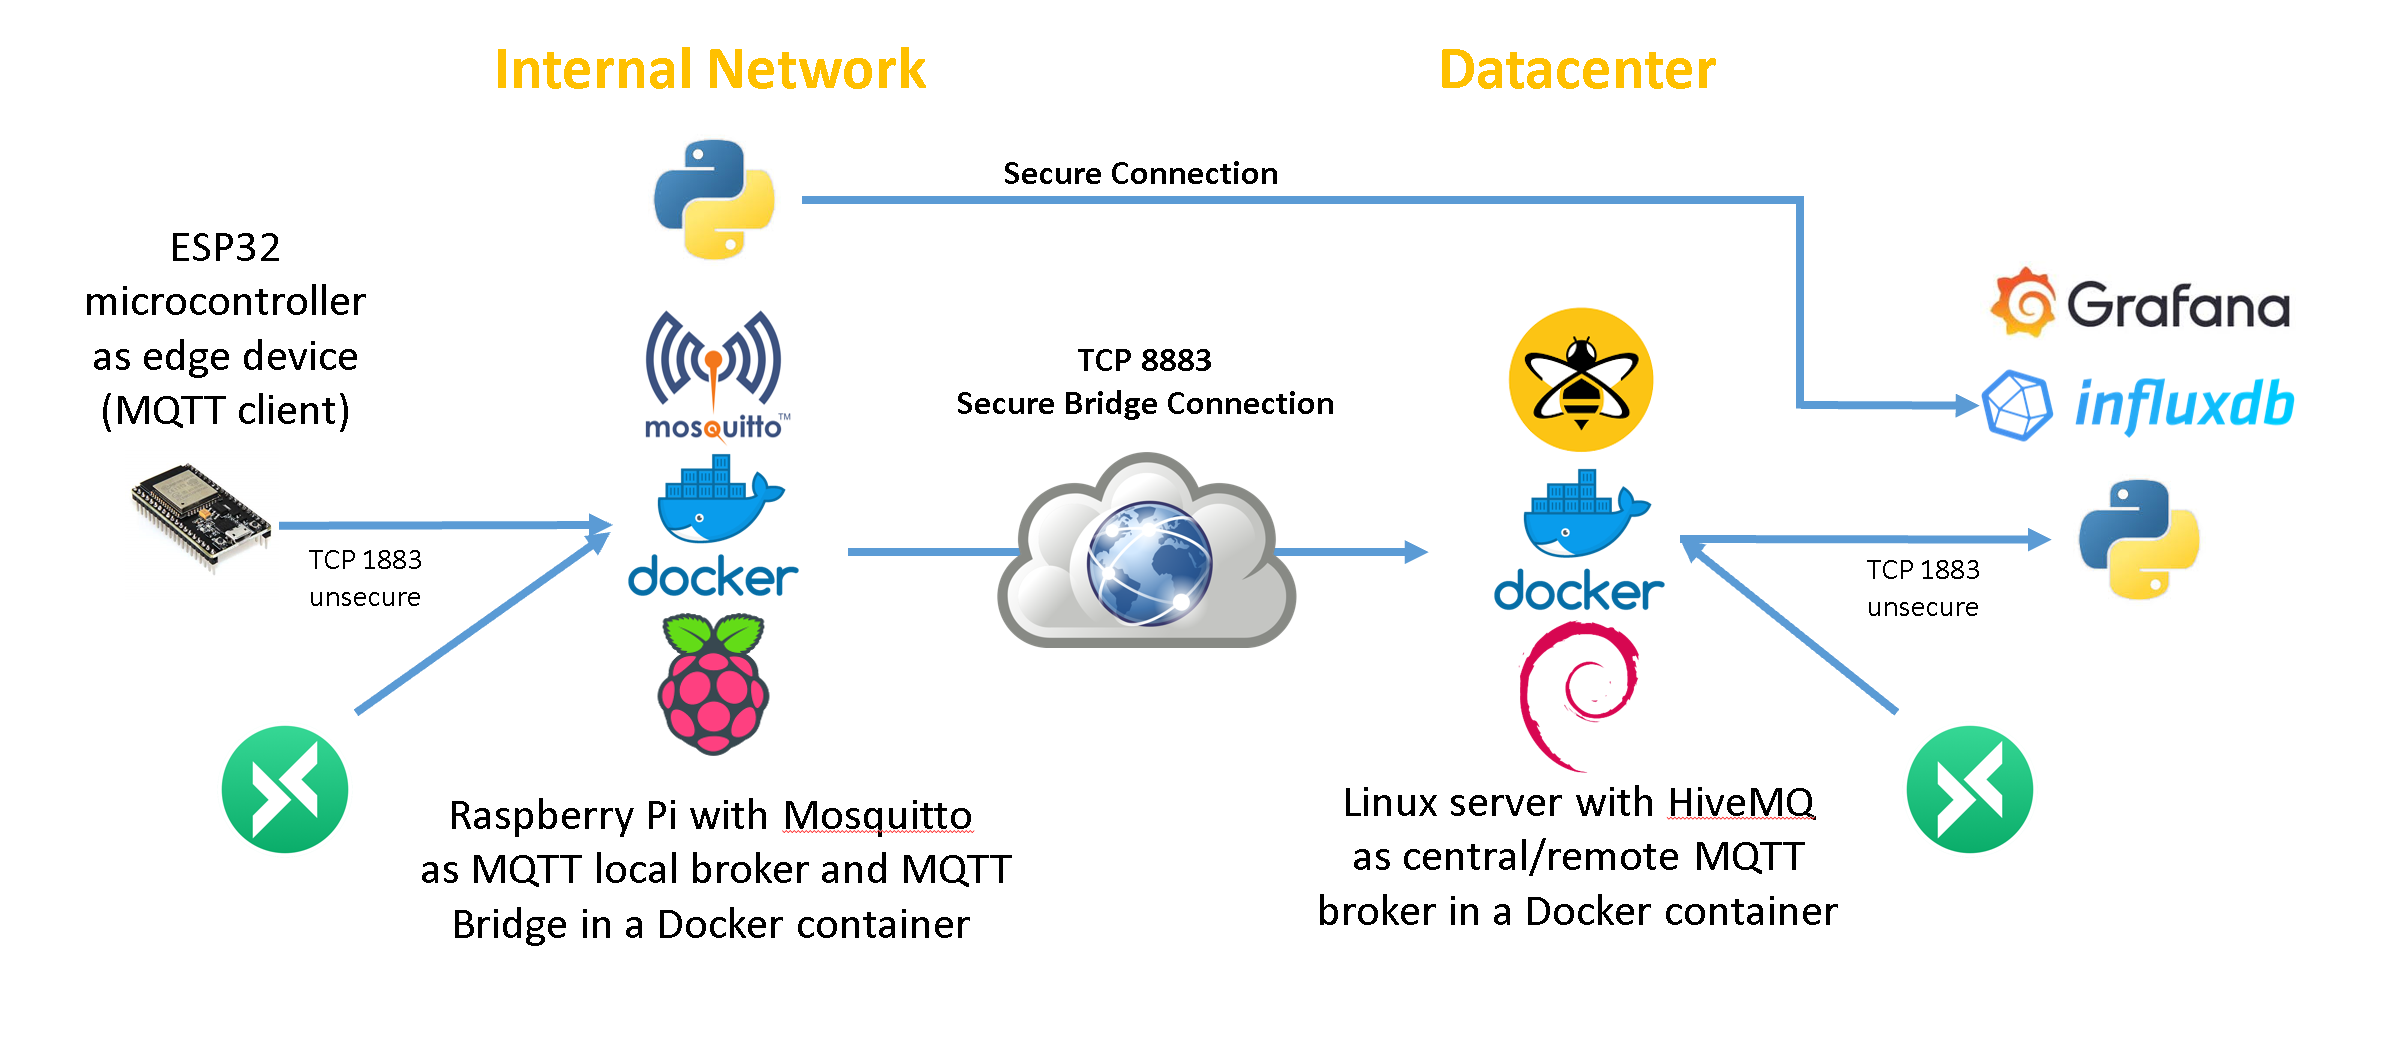 Internal Network
Datacenter
Secure Connection
ESP32
microcontroller
as edge device
(MQTT client)
TCP 1883
unsecure
mosquitto™
docker
TCP 8883
Secure Bridge Connection
docker
Grafana
influxdb
TCP 1883
unsecure
Raspberry Pi with Mosquitto
as MQTT local broker and MQTT
Bridge in a Docker container
Linux server with HiveMQ
as central/remote MQTT
broker in a Docker container